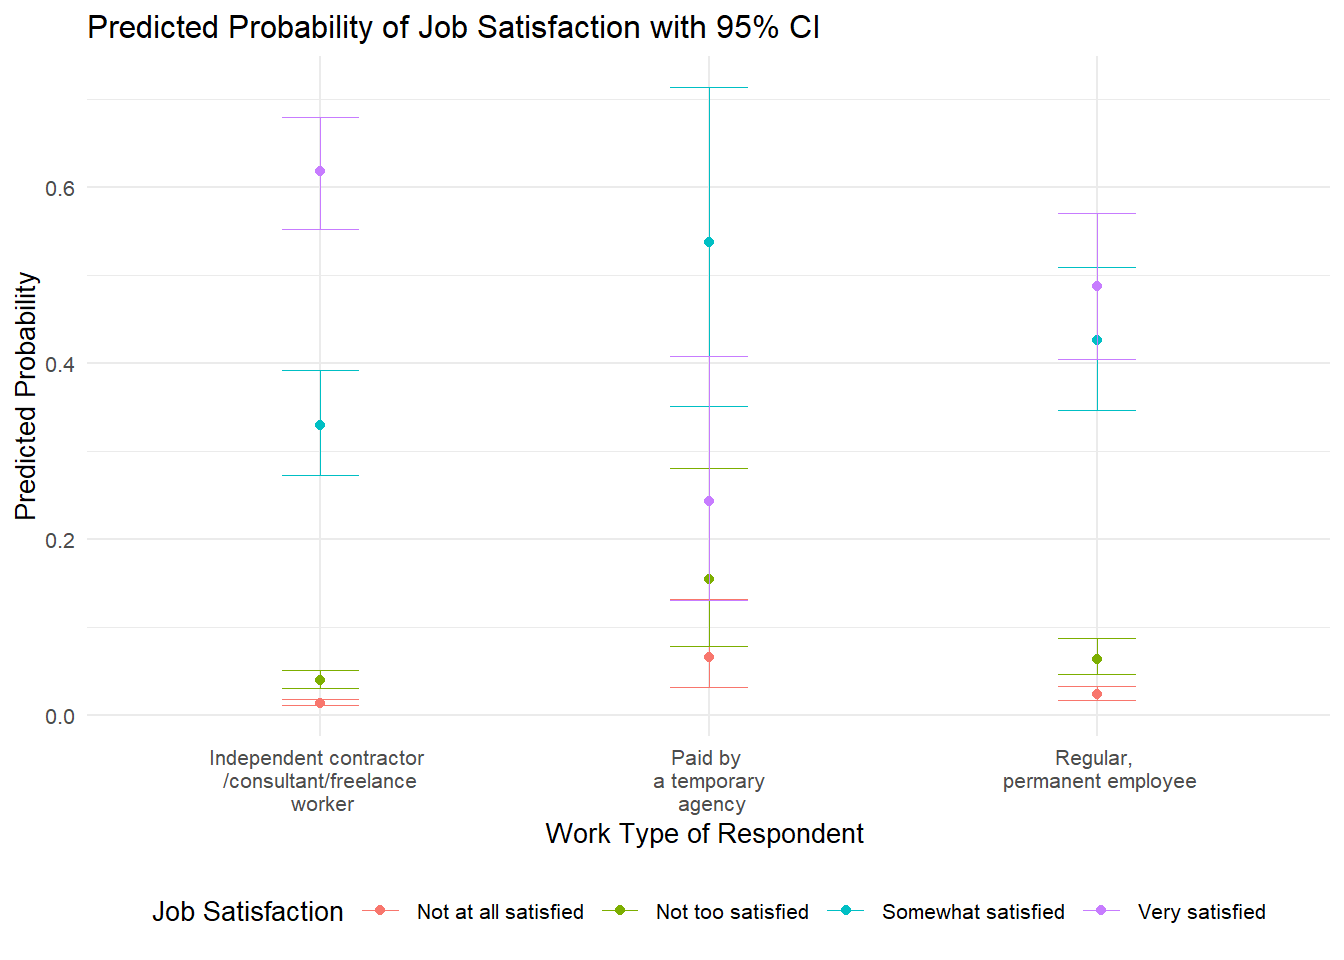 Predicted Probability of Job Satisfaction with 95% CI
Predicted Probability
0.6
0.4
0.2
0.0
Independent contractor
/consultant/freelance
worker
Paid by
a temporary
agency
Regular,
permanent employee
Work Type of Respondent
Job Satisfaction Not at all satisfied Not too satisfied Somewhat satisfied Very satisfied